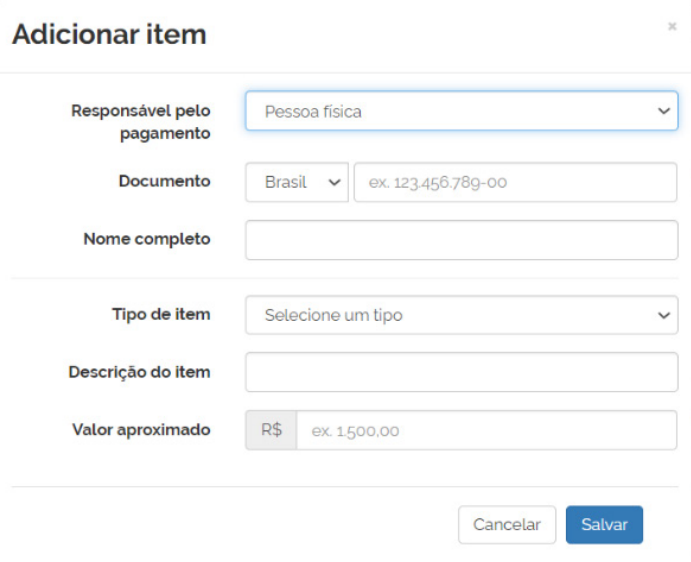 Adicionar item
×
Responsável pelo
pagamento
Pessoa física
Documento
Brasil
ex. 123.456.789-00
Nome completo
Tipo de item
Selecione um tipo
Descrição do item
Valor aproximado
R$
ex. 1.500,00
Cancelar
Salvar